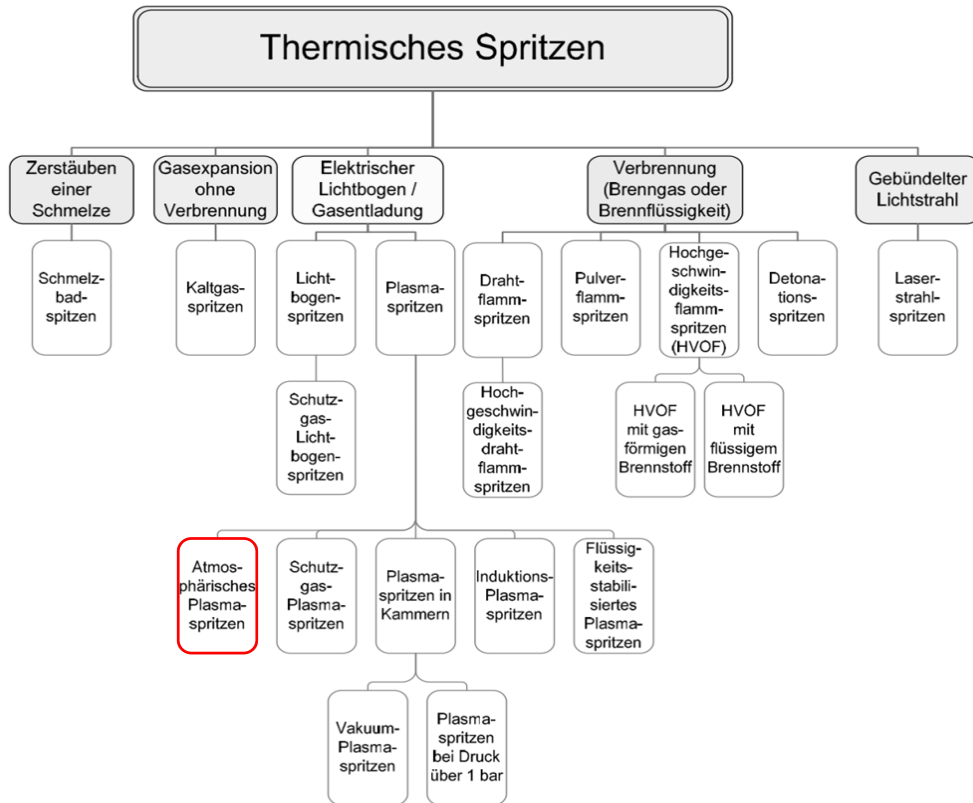 Thermisches Spritzen
Zerstäuben
einer
Schmelze
Gasexpansion
ohne
Verbrennung
Elektrischer
Lichtbogen /
Gasentladung
Verbrennung
(Brenngas oder
Brennflüssigkeit)
Gebündelter
Lichtstrahl
Schmelz-
bad-
spitzen
Kaltgas-
spritzen
Licht-
bogen-
spritzen
Plasma-
spritzen
Draht-
flamm-
spritzen
Pulver-
flamm-
spritzen
Hochge-
schwin-
digkeits-
flamm-
spritzen
(HVOF)
Detona-
tions-
spritzen
Laser-
strahl-
spritzen
Schutz-
gas-
Licht-
bogen-
spritzen
Hoch-
geschwin-
digkeits-
draht-
flamm-
spritzen
HVOF
mit gas-
förmigen
Brennstoff
HVOF
mit
flüssigem
Brennstoff
Atmos-
phärisches
Plasma-
spritzen
Schutz-
gas-
Plasma-
spritzen
Plasma-
spritzen in
Kammern
Induktions-
Plasma-
spritzen
Flüssig-
keits-
stabili-
siertes
Plasma-
spritzen
Vakuum-
Plasma-
spritzen
Plasma-
spritzen
bei Druck
über 1 bar